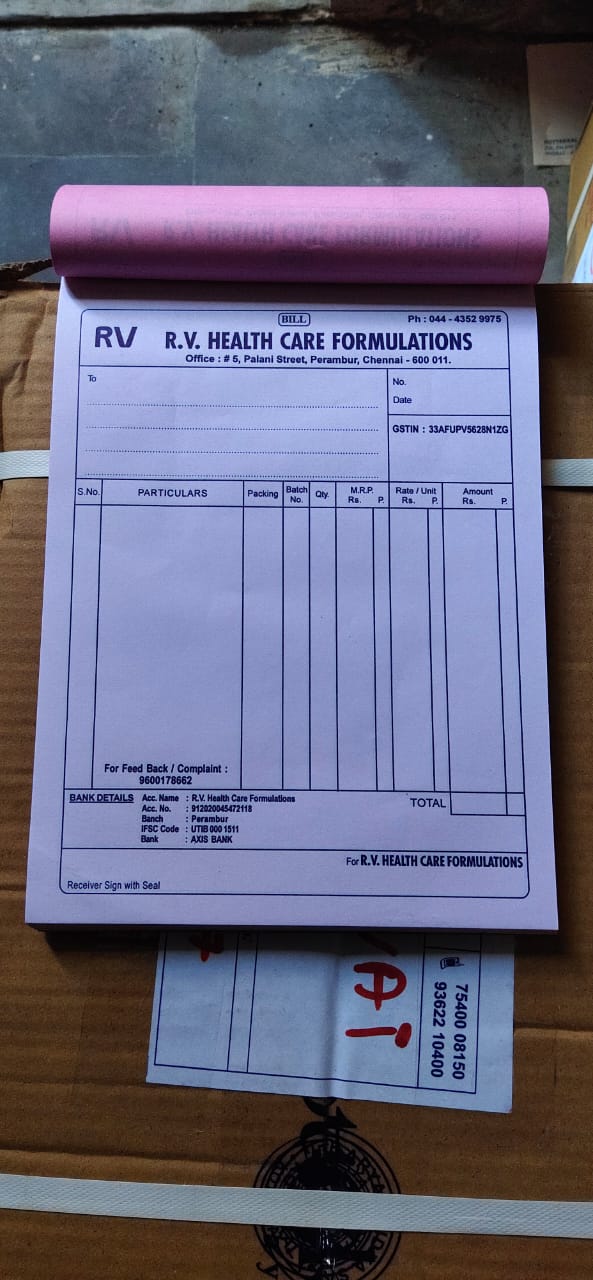 BILL
Ph : 044 - 4352 9975
RV R.V. HEALTH CARE FORMULATIONS
Office : # 5, Palani Street, Perambur, Chennai - 600 011.
To
No.
Date
GSTIN : 33AFUPV5628N1ZG
S.No. PARTICULARS Packing Batch No. Qty. M.R.P. Rs. P. Rate / Unit Rs. P. Amount Rs. P.
For Feed Back / Complaint :
9600178662
BANK DETAILS Acc. Name : R.V. Health Care Formulations
Acc. No. : 912020045472118
Banch : Perambur
IFSC Code : UTIB 000 1511
Bank : AXIS BANK
TOTAL
For R.V. HEALTH CARE FORMULATIONS
Receiver Sign with Seal
75400 08150
93622 10400